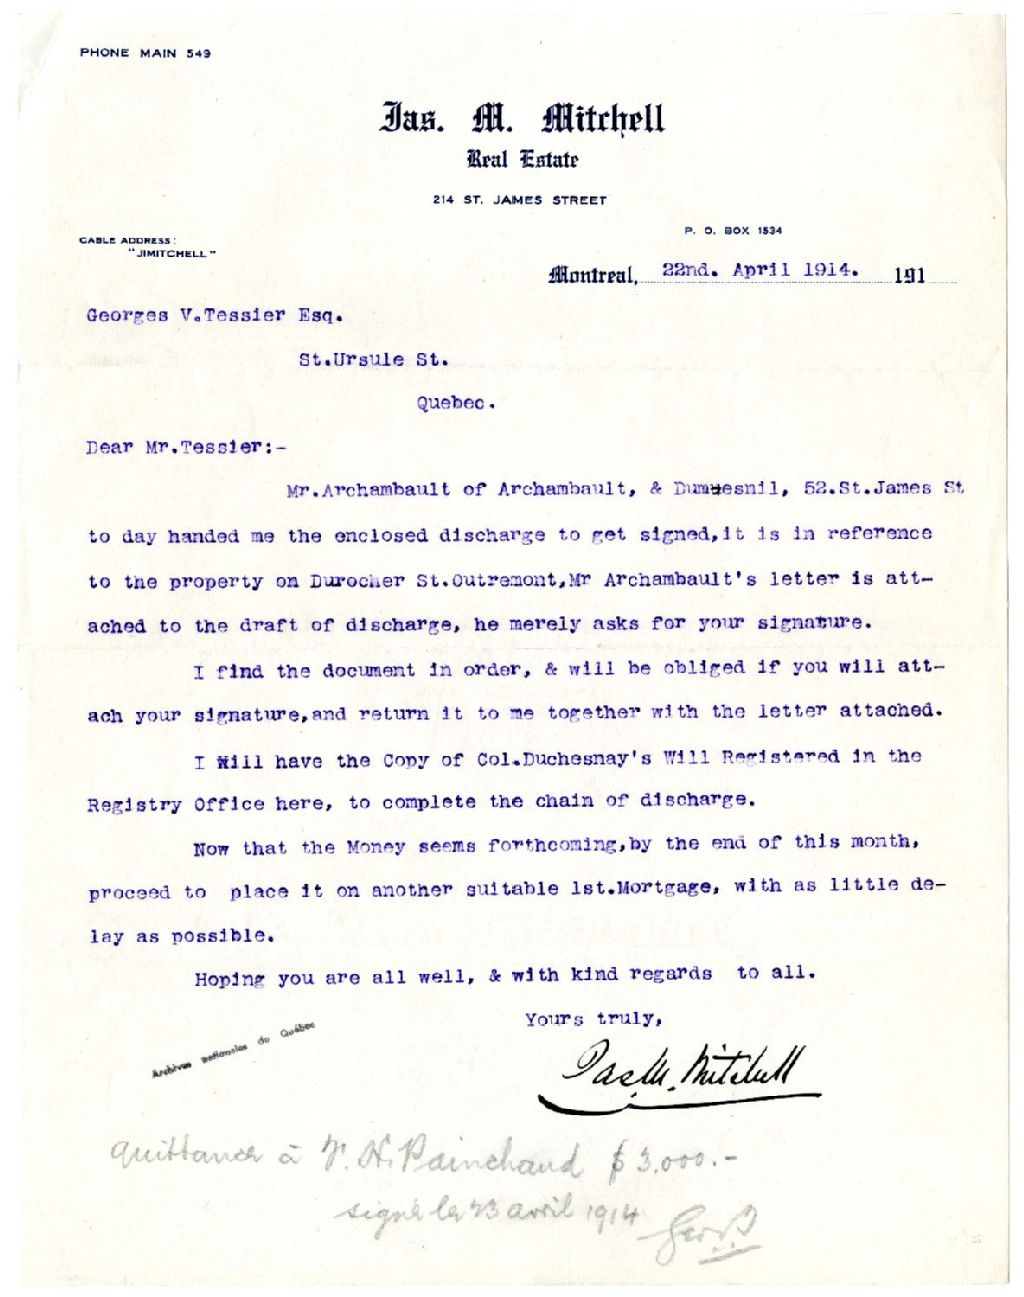 PHONE MAIN 549
Jas. M. Mitchell
Real Estate
214 ST. JAMES STREET
P. O. BOX 1534
CABLE ADDRESS:
"JIMITCHELL"
Montreal, 22nd. April 1914. 191
Georges V.Tessier Esq.
St.Ursule St.
Quebec.
Dear Mr.Tessier:-
Mr.Archambault of Archambault, & Dumuesnil, 52.St.James St
to day handed me the enclosed discharge to get signed,it is in reference
to the property on Durocher St.Outremont,Mr Archambault's letter is att-
ached to the draft of discharge, he merely asks for your signature.
I find the document in order, & will be obliged if you will att-
ach your signature,and return it to me together with the letter attached.
I Will have the Copy of Col.Duchesnay's Will Registered in the
Registry Office here, to complete the chain of discharge.
Now that the Money seems forthcoming,by the end of this month,
proceed to place it on another suitable 1st.Mortgage, with as little de-
lay as possible.
Hoping you are all well, & with kind regards to all.
Yours truly,
Jas. M. Mitchell
Archives nationales du Québec
quittance à V. H. Painchaud $3.000.-
signé le 23 avril 1914